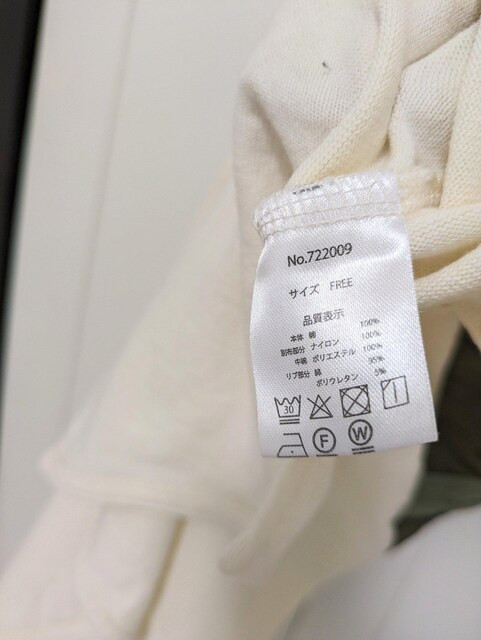 No.722009
サイズ FREE
品質表示
本体 綿 100%
別布部分 ナイロン 100%
中綿 ポリエステル 100%
リブ部分 綿 95%
ポリウレタン 5%
30
F W